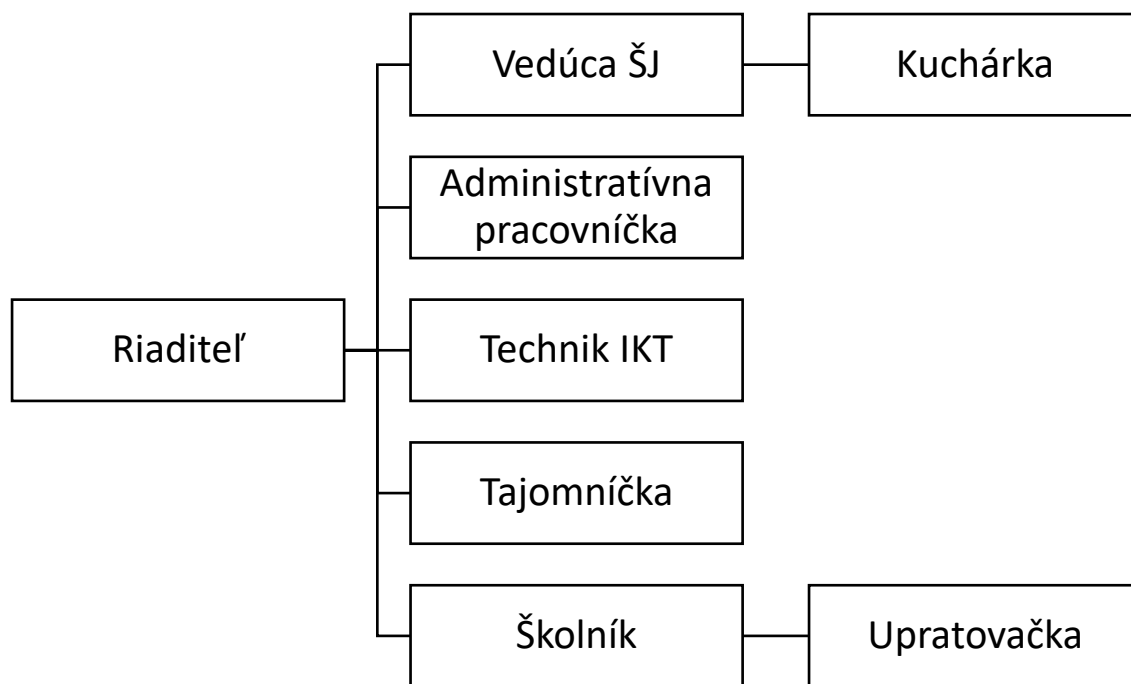 Vedúca ŠJ
Kuchárka
Administratívna
pracovníčka
Riaditeľ
Technik IKT
Tajomníčka
Školník
Upratovačka